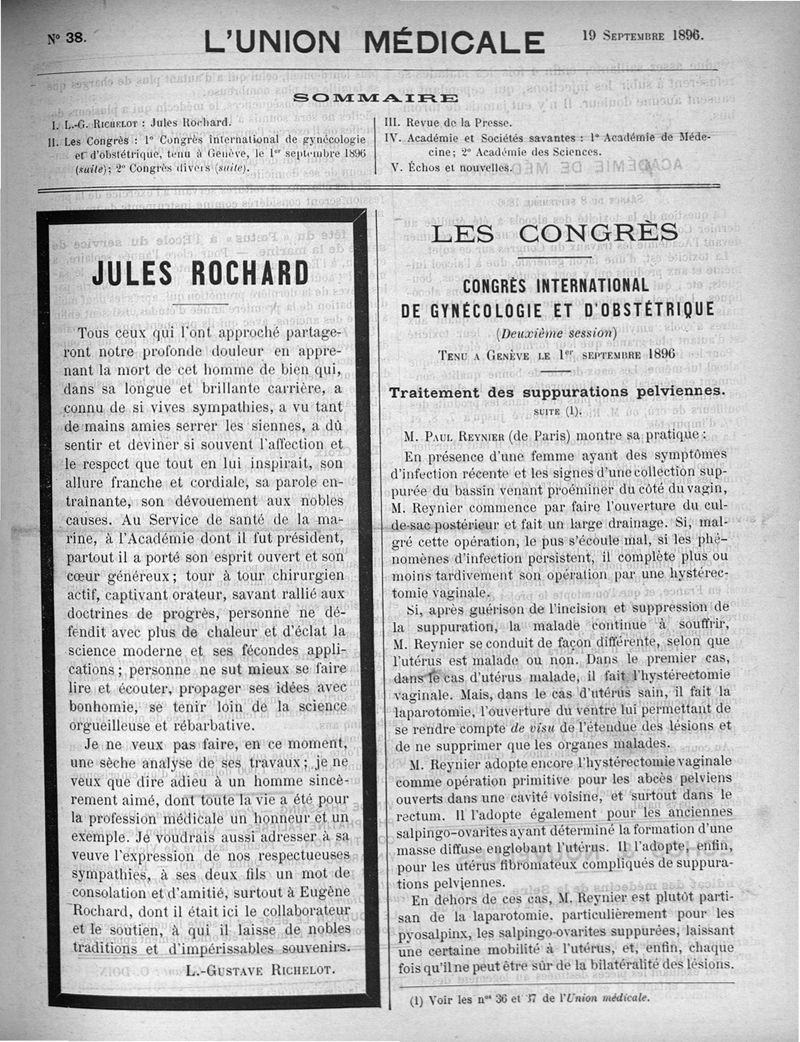 N° 38.
L'UNION MÉDICALE
19 SEPTEMBRE 1896.
SOMMAIRE
I. L.-G. RICHELOT : Jules Rochard.
II. Les Congrès : 1° Congrès international de gynécologie
et d'obstétrique, tenu à Genève, le 1er septembre 1896
(suite); 2° Congrès divers (suite).
III. Revue de la Presse.
IV. Académie et Sociétés savantes : 1° Académie de Méde-
cine; 2° Académie des Sciences.
V. Échos et nouvelles.
JULES ROCHARD
Tous ceux qui l'ont approché partage-
ront notre profonde douleur en appre-
nant la mort de cet homme de bien qui,
dans sa longue et brillante carrière, a
connu de si vives sympathies, a vu tant
de mains amies serrer les siennes, a dû
sentir et deviner si souvent l'affection et
le respect que tout en lui inspirait, son
allure franche et cordiale, sa parole en-
traînante, son dévouement aux nobles
causes. Au Service de santé de la ma-
rine, à l'Académie dont il fut président,
partout il a porté son esprit ouvert et son
cœur généreux; tour à tour chirurgien
actif, captivant orateur, savant rallié aux
doctrines de progrès, personne ne dé-
fendit avec plus de chaleur et d'éclat la
science moderne et ses fécondes appli-
cations; personne ne sut mieux se faire
lire et écouter, propager ses idées avec
bonhomie, se tenir loin de la science
orgueilleuse et rébarbative.
Je ne veux pas faire, en ce moment,
une sèche analyse de ses travaux; je ne
veux que dire adieu à un homme sincè-
rement aimé, dont toute la vie a été pour
la profession médicale un honneur et un
exemple. Je voudrais aussi adresser à sa
veuve l'expression de nos respectueuses
sympathies, à ses deux fils un mot de
consolation et d'amitié, surtout à Eugène
Rochard, dont il était ici le collaborateur
et le soutien, à qui il laisse de nobles
traditions et d'impérissables souvenirs.
L.-GUSTAVE RICHELOT.
LES CONGRÈS
CONGRÈS INTERNATIONAL
DE GYNÉCOLOGIE ET D'OBSTÉTRIQUE
(Deuxième session)
TENU A GENÈVE LE 1er SEPTEMBRE 1896
Traitement des suppurations pelviennes.
SUITE (1).
M. PAUL REYNIER (de Paris) montre sa pratique :
En présence d'une femme ayant des symptômes
d'infection récente et les signes d'une collection sup-
purée du bassin venant proéminer du côté du vagin,
M. Reynier commence par faire l'ouverture du cul-
de-sac postérieur et fait un large drainage. Si, mal-
gré cette opération, le pus s'écoule mal, si les phé-
nomènes d'infection persistent, il complète plus ou
moins tardivement son opération par une hystérec-
tomie vaginale.
Si, après guérison de l'incision et suppression de
la suppuration, la malade continue à souffrir,
M. Reynier se conduit de façon différente, selon que
l'utérus est malade ou non. Dans le premier cas,
dans le cas d'utérus malade, il fait l'hystérectomie
vaginale. Mais, dans le cas d'utérus sain, il fait la
laparotomie, l'ouverture du ventre lui permettant de
se rendre compte de visu de l'étendue des lésions et
de ne supprimer que les organes malades.
M. Reynier adopte encore l'hystérectomie vaginale
comme opération primitive pour les abcès pelviens
ouverts dans une cavité voisine, et surtout dans le
rectum. Il l'adopte également pour les anciennes
salpingo-ovarites ayant déterminé la formation d'une
masse diffuse englobant l'utérus. Il l'adopte, enfin,
pour les utérus fibromateux compliqués de suppura-
tions pelviennes.
En dehors de ces cas, M. Reynier est plutôt parti-
san de la laparotomie, particulièrement pour les
pyosalpinx, les salpingo-ovarites suppurées, laissant
une certaine mobilité à l'utérus, et, enfin, chaque
fois qu'il ne peut être sûr de la bilatéralité des lésions.
(1) Voir les nos 36 et 37 de l'Union médicale.